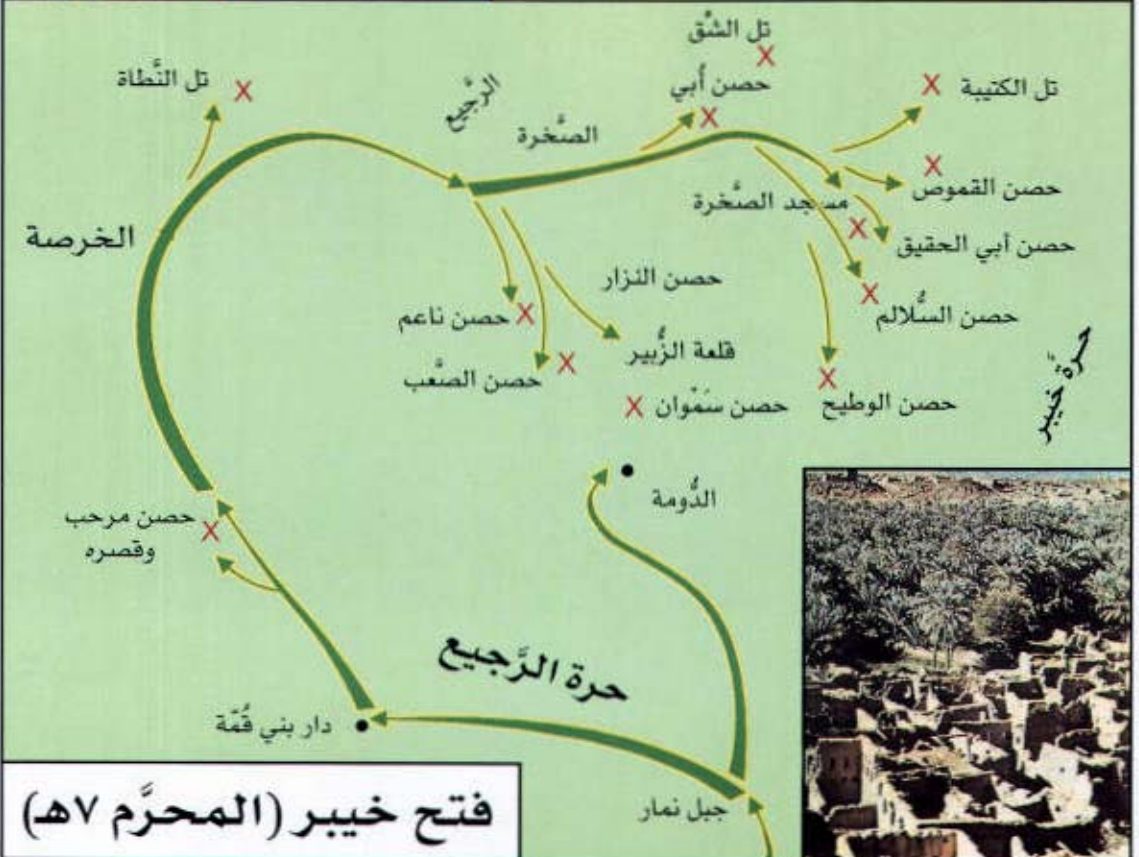 تل الشَّق
حصن أُبي
تل النَّطاة
الرَّجيع
الصَّخرة
تل الكتيبة
حصن القموص
مسجد الصَّخرة
حصن أبي الحقيق
الخرصة
حصن النزار
حصن ناعم
حصن السُّلالم
قلعة الزُّبير
حصن الصَّعب
حصن سَمْوان
حصن الوطيح
حرَّة خيبر
الدُّومة
حصن مرحب
وقصره
حرة الرَّجيع
دار بني قُمّة
جبل نمار
فتح خيبر (المحرَّم ٧هـ)